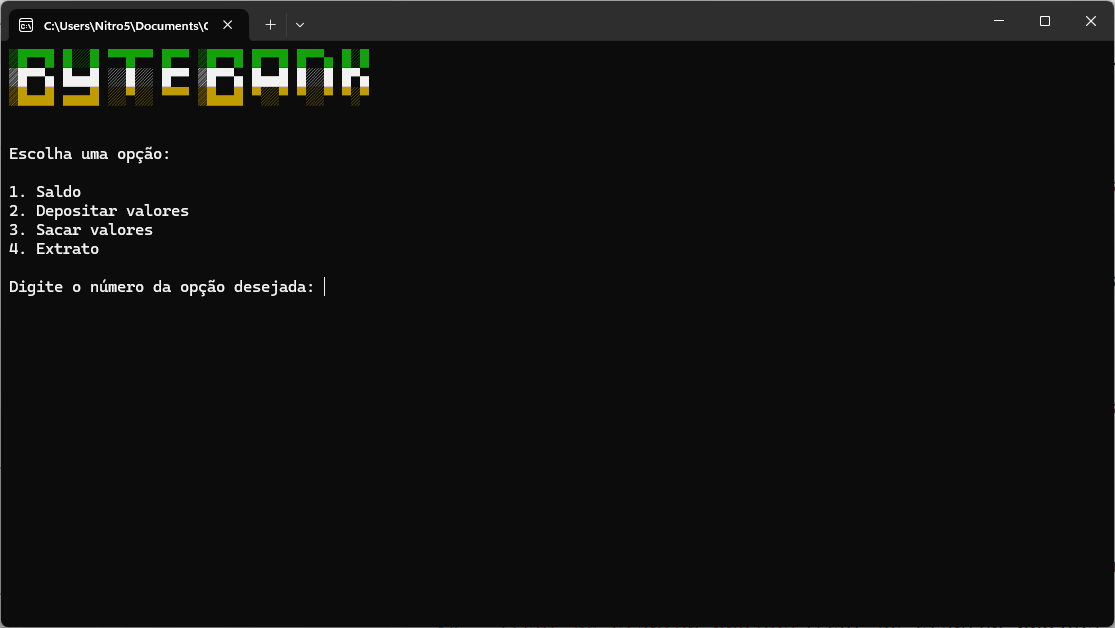 C:\Users\Nitro5\Documents\
BYTEBANK
Escolha uma opção:
1. Saldo
2. Depositar valores
3. Sacar valores
4. Extrato
Digite o número da opção desejada: